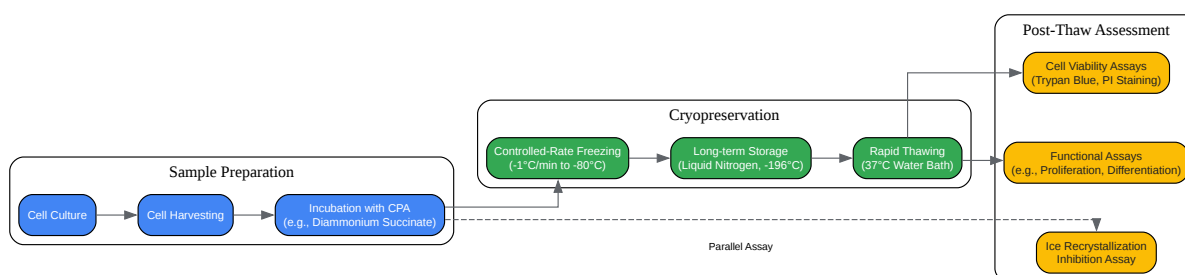 Sample Preparation
Cell Culture
Cell Harvesting
Incubation with CPA
(e.g., Diammonium Succinate)
Cryopreservation
Controlled-Rate Freezing
(-1°C/min to -80°C)
Long-term Storage
(Liquid Nitrogen, -196°C)
Rapid Thawing
(37°C Water Bath)
Post-Thaw Assessment
Cell Viability Assays
(Trypan Blue, PI Staining)
Functional Assays
(e.g., Proliferation, Differentiation)
Parallel Assay
Ice Recrystallization
Inhibition Assay